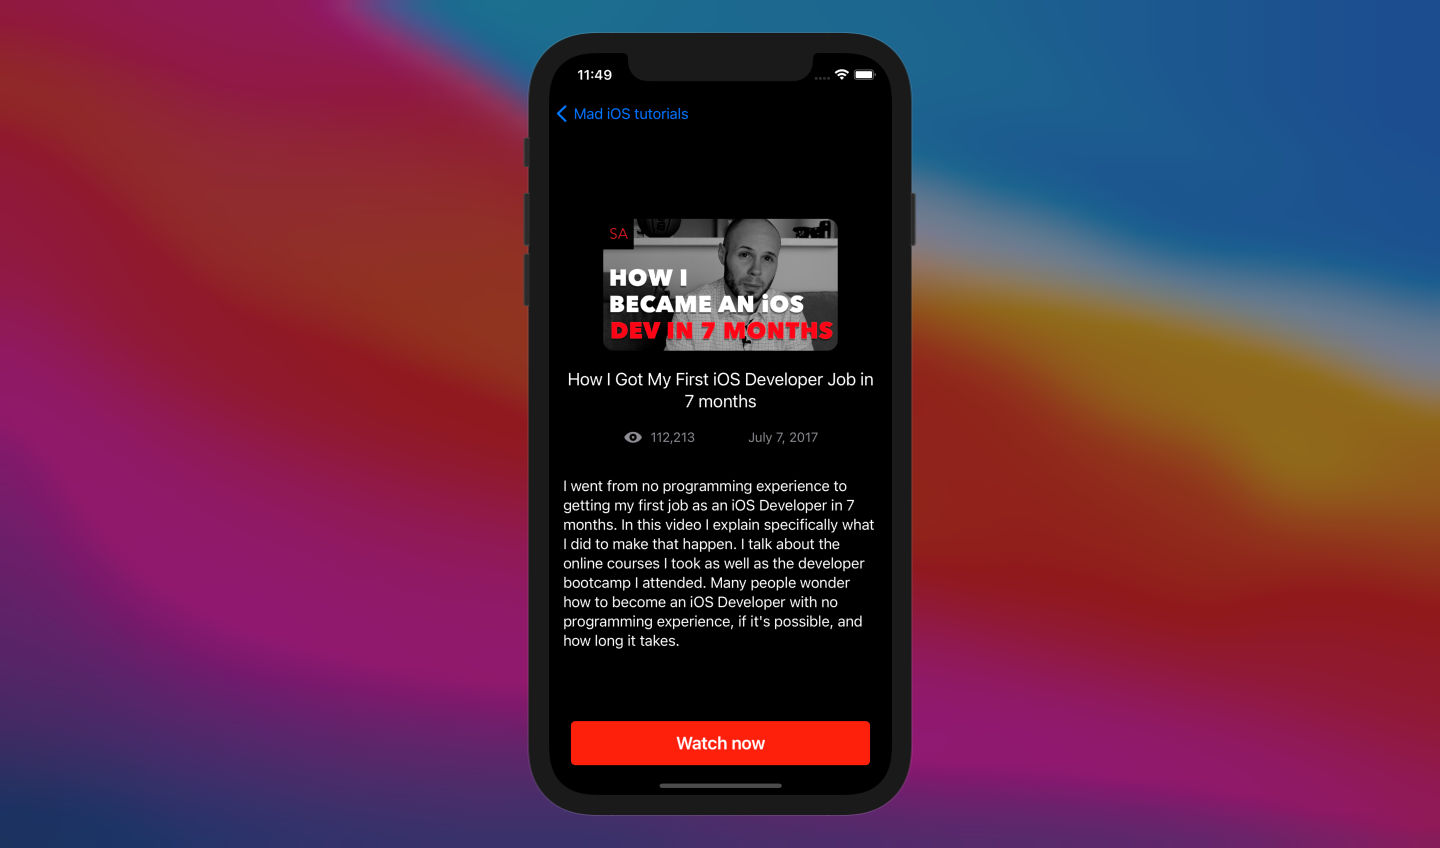 11:49
Mad iOS tutorials
SA
HOW I
BECAME AN iOS
DEV IN 7 MONTHS
How I Got My First iOS Developer Job in
7 months
112,213
July 7, 2017
I went from no programming experience to
getting my first job as an iOS Developer in 7
months. In this video I explain specifically what
I did to make that happen. I talk about the
online courses I took as well as the developer
bootcamp I attended. Many people wonder
how to become an iOS Developer with no
programming experience, if it's possible, and
how long it takes.
Watch now